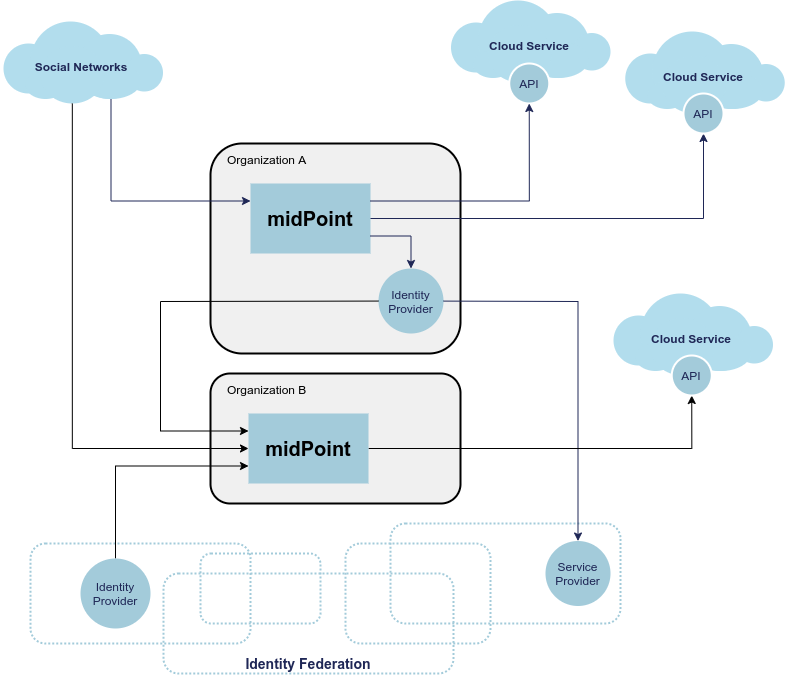 Cloud Service
API
Social Networks
Cloud Service
API
Organization A
midPoint
Identity
Provider
Cloud Service
API
Organization B
midPoint
Identity
Provider
Service
Provider
Identity Federation